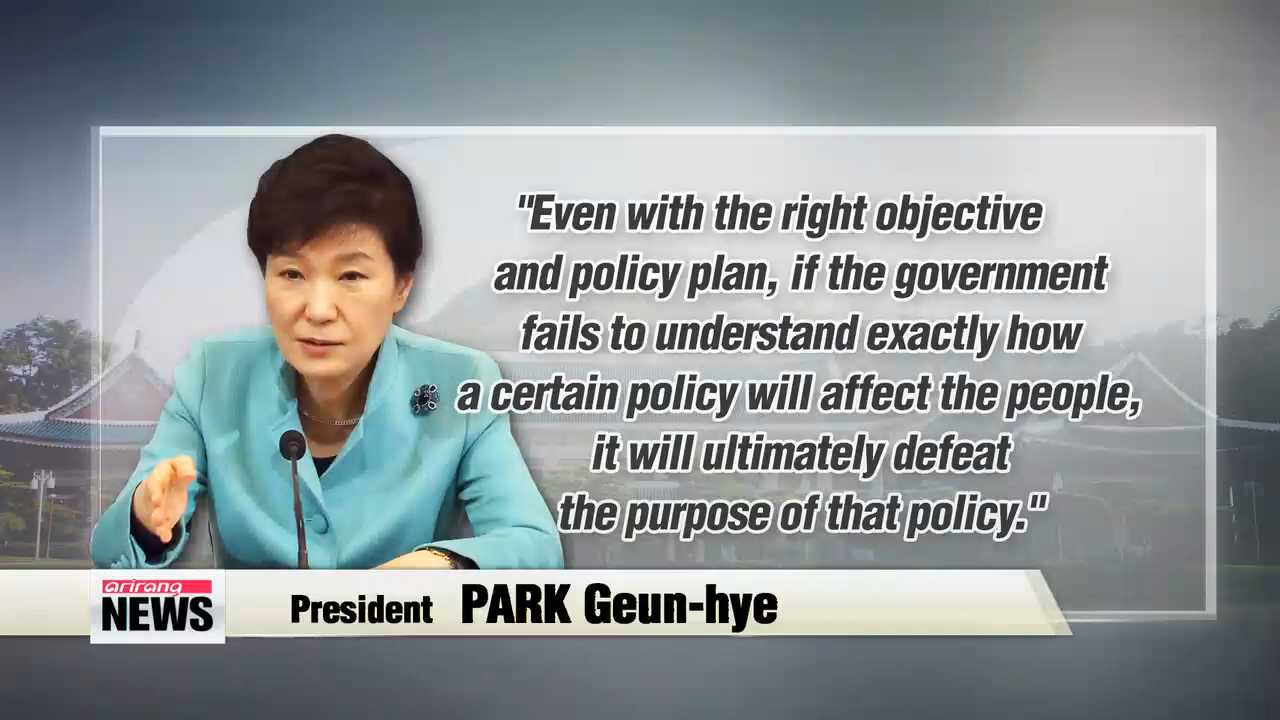 "Even with the right objective
and policy plan, if the government
fails to understand exactly how
a certain policy will affect the people,
it will ultimately defeat
the purpose of that policy."
arirang
NEWS
President PARK Geun-hye